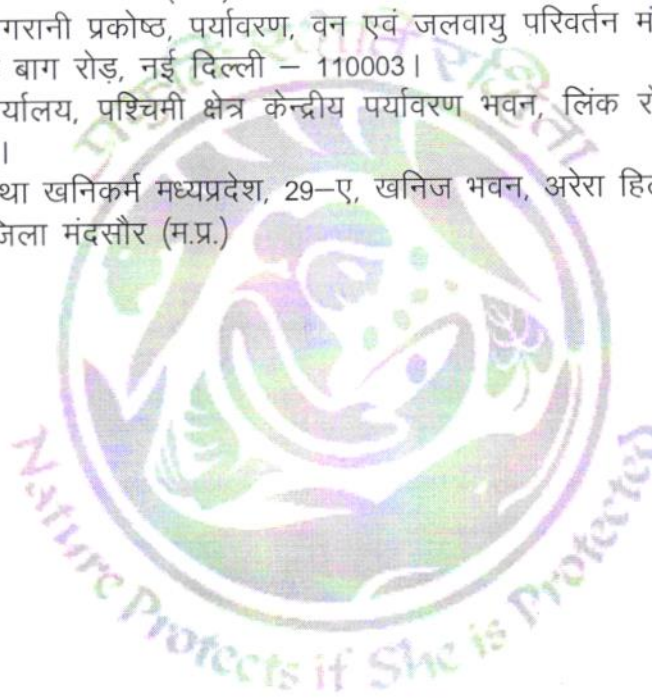 गरानी प्रकोष्ठ, पर्यावरण, वन एवं जलवायु परिवर्तन मं
बाग रोड़, नई दिल्ली – 110003।
र्यालय, पश्चिमी क्षेत्र केन्द्रीय पर्यावरण भवन, लिंक रो
।
था खनिकर्म मध्यप्रदेश, 29–ए, खनिज भवन, अरेरा हिल
जिला मंदसौर (म.प्र.)
Nature Protects if She is Protected